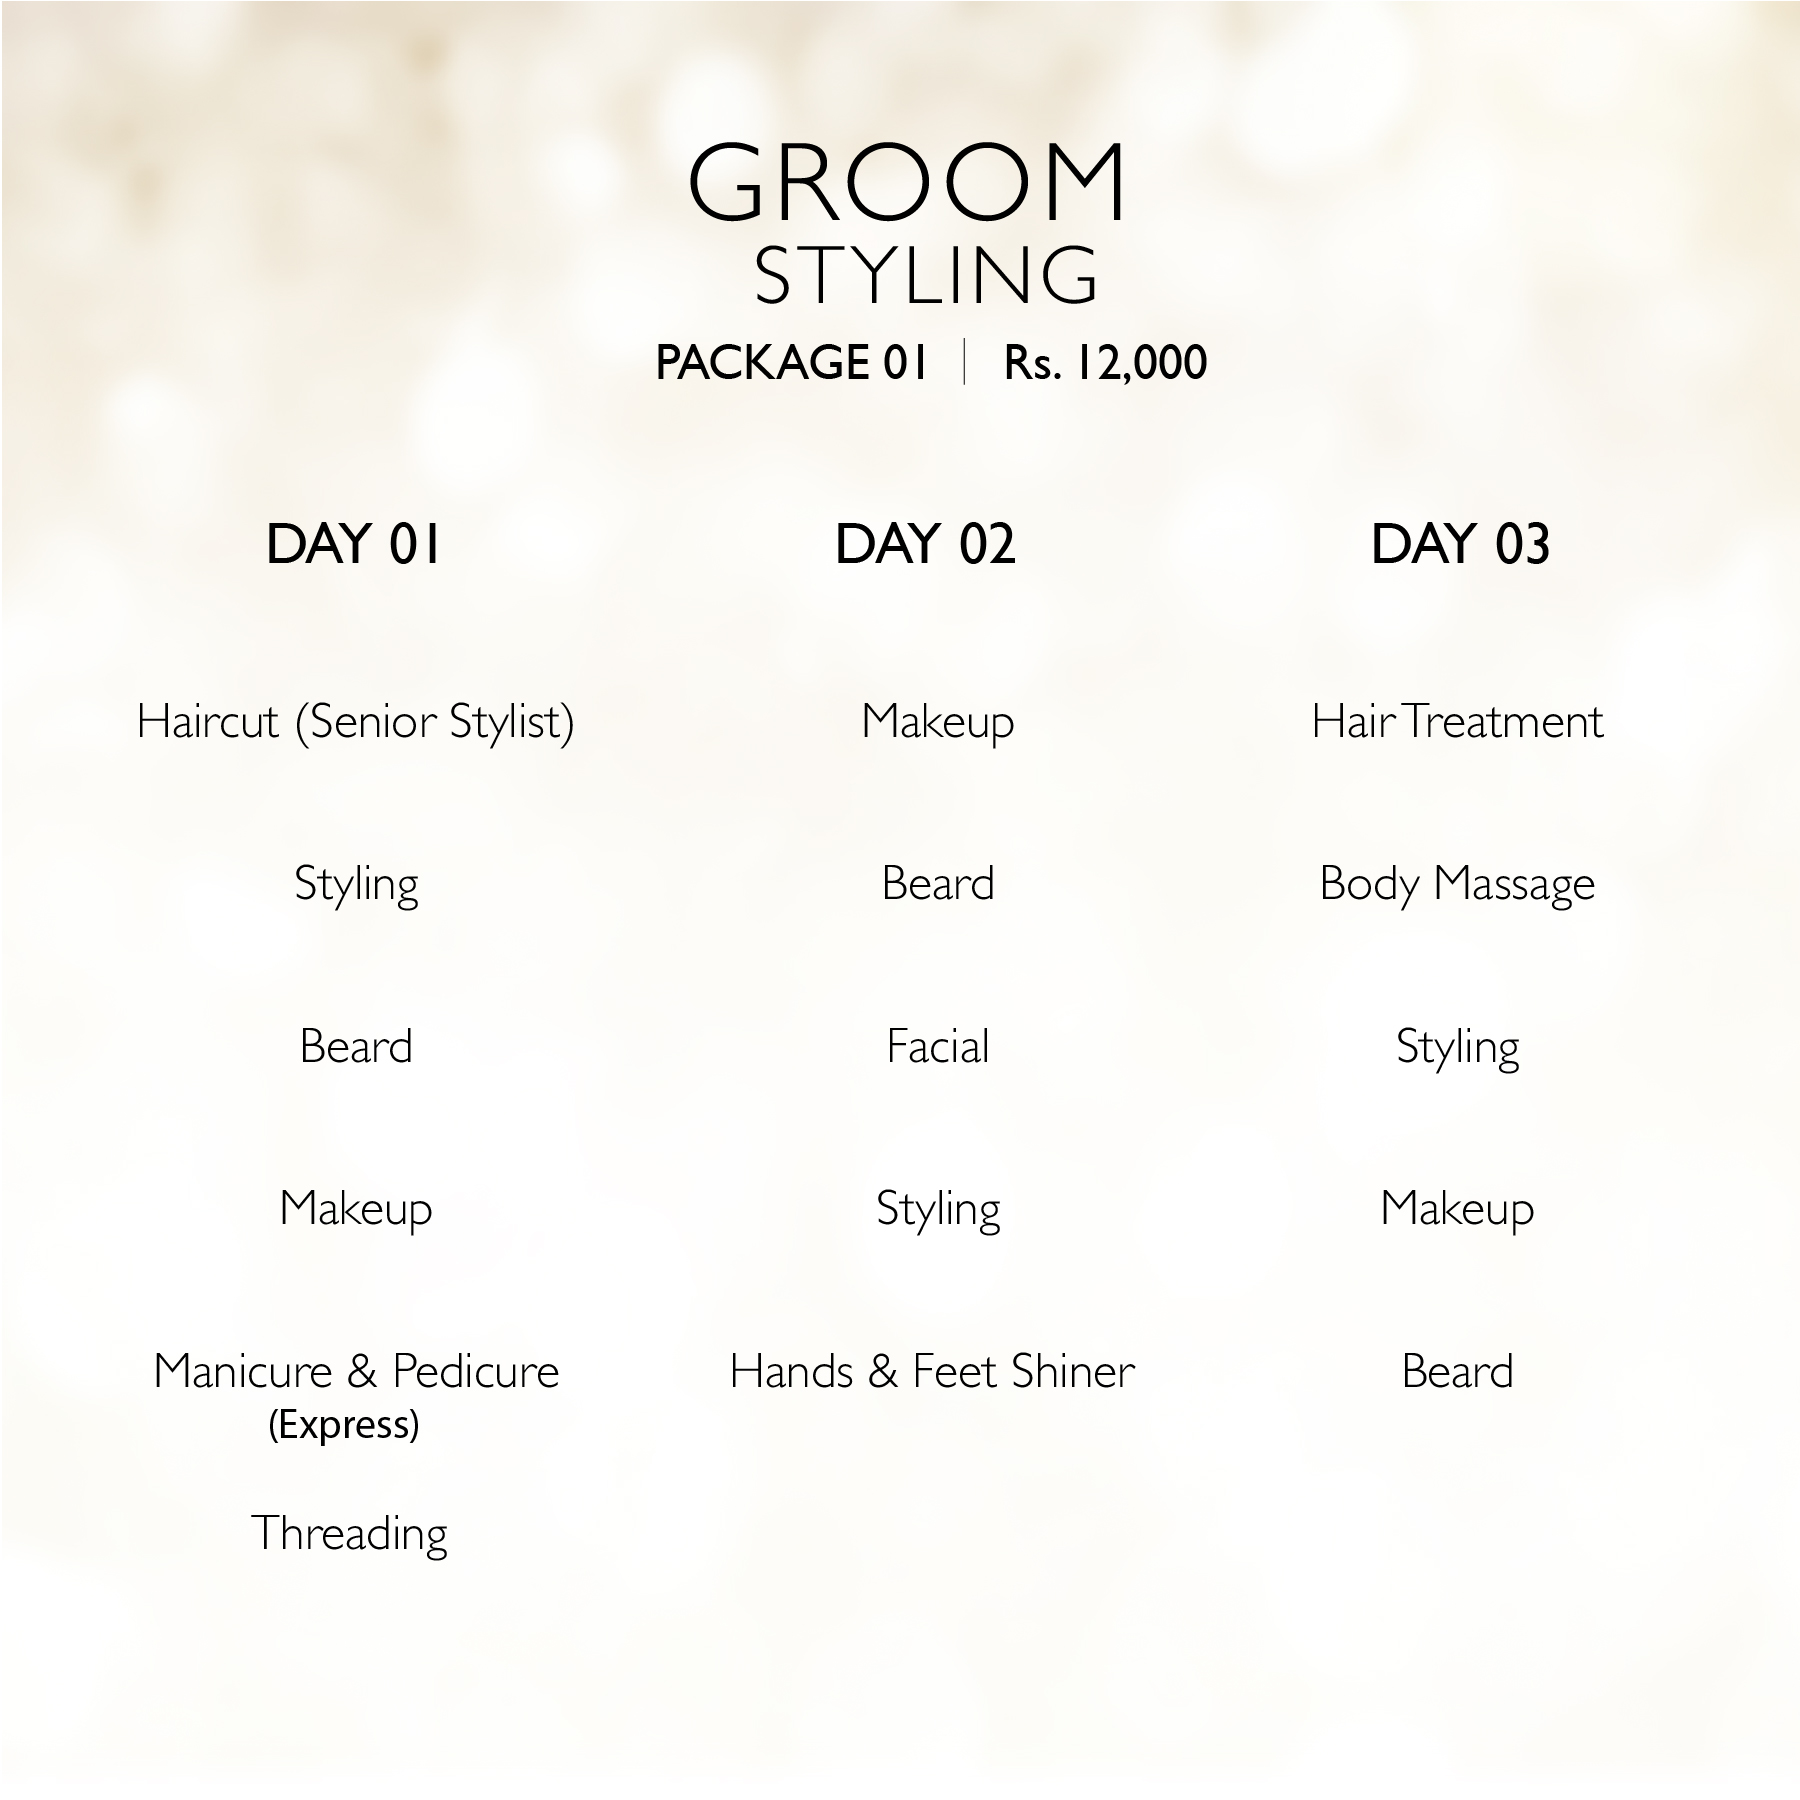 GROOM
STYLING
PACKAGE 01 | Rs. 12,000
DAY 01
Haircut (Senior Stylist)
Styling
Beard
Makeup
Manicure & Pedicure
(Express)
Threading
DAY 02
Makeup
Beard
Facial
Styling
Hands & Feet Shiner
DAY 03
Hair Treatment
Body Massage
Styling
Makeup
Beard